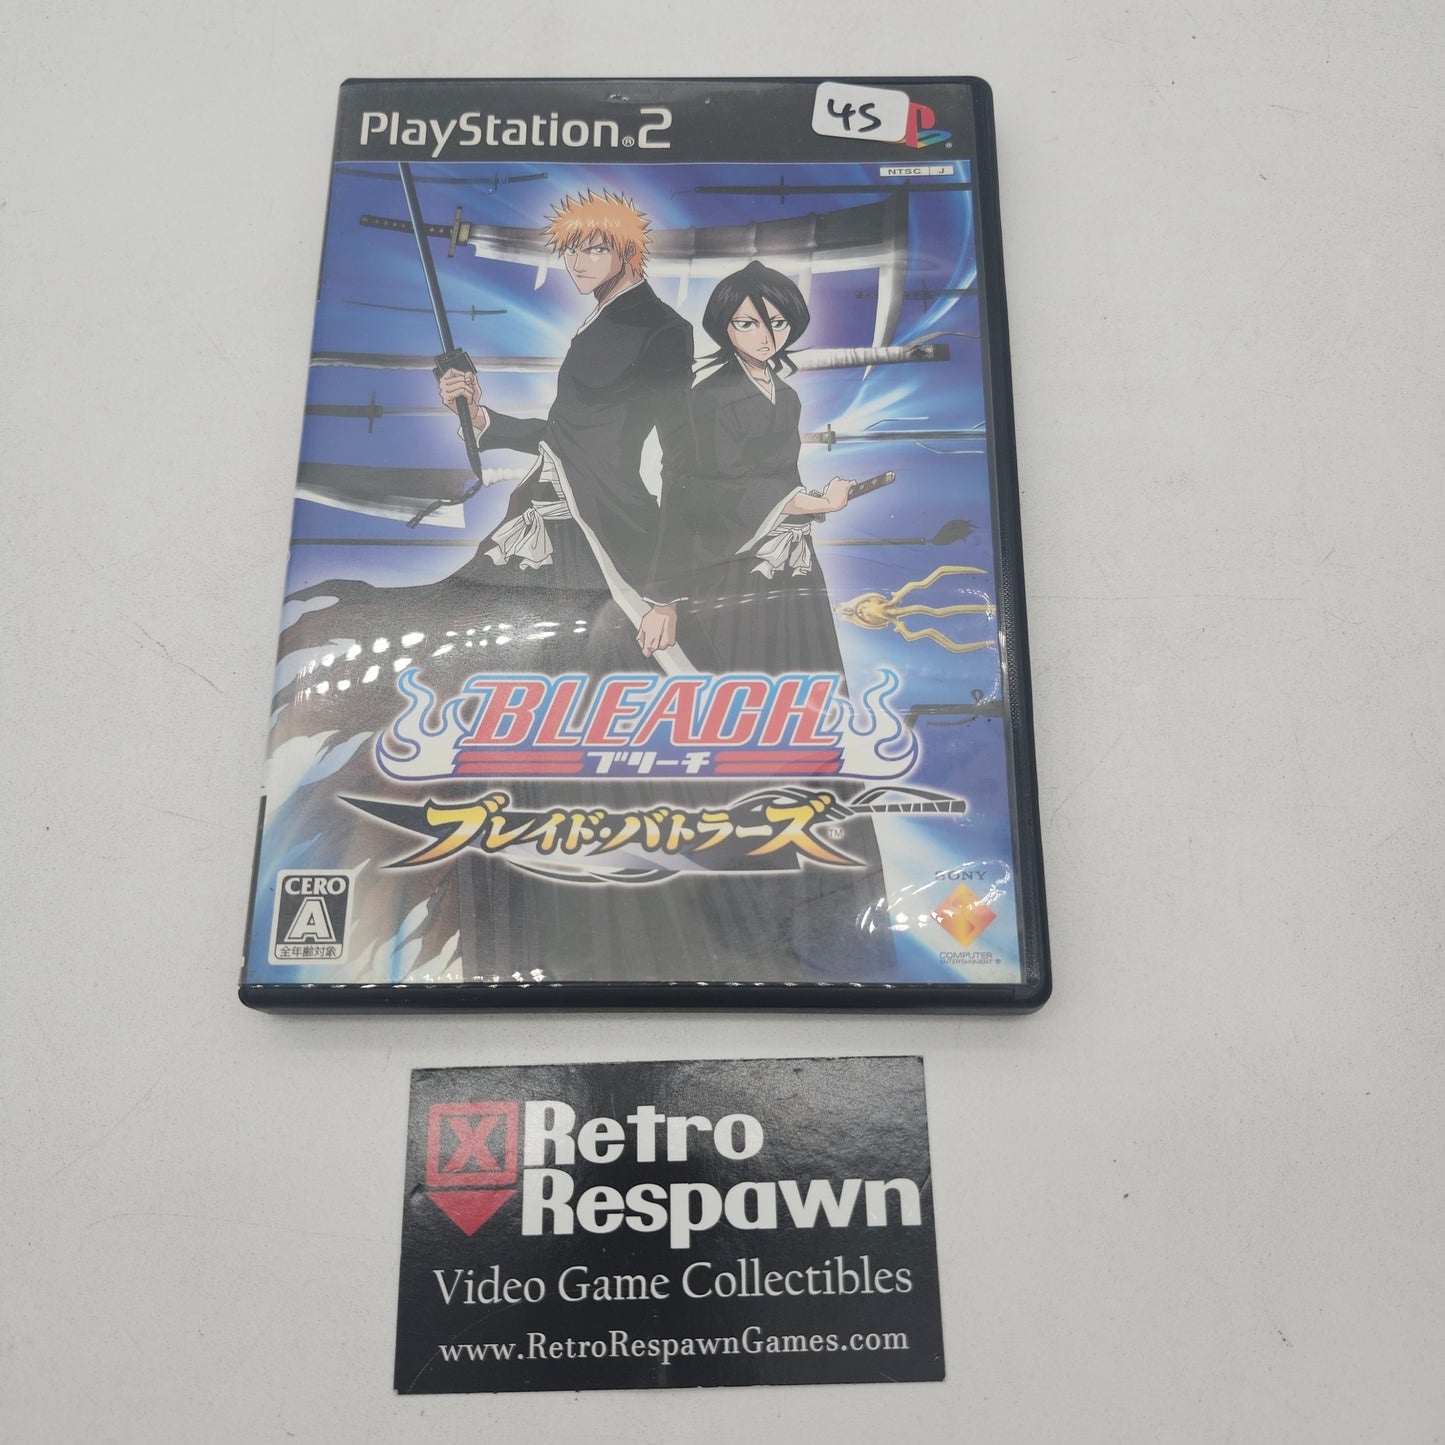 PlayStation®2
45
NTSC J
BLEACH
ブリーチ
ブレイド・バトラーズ™
CERO
A
全年齢対象
SONY
COMPUTER
ENTERTAINMENT®
X Retro
Respawn
Video Game Collectibles
www.RetroRespawnGames.com